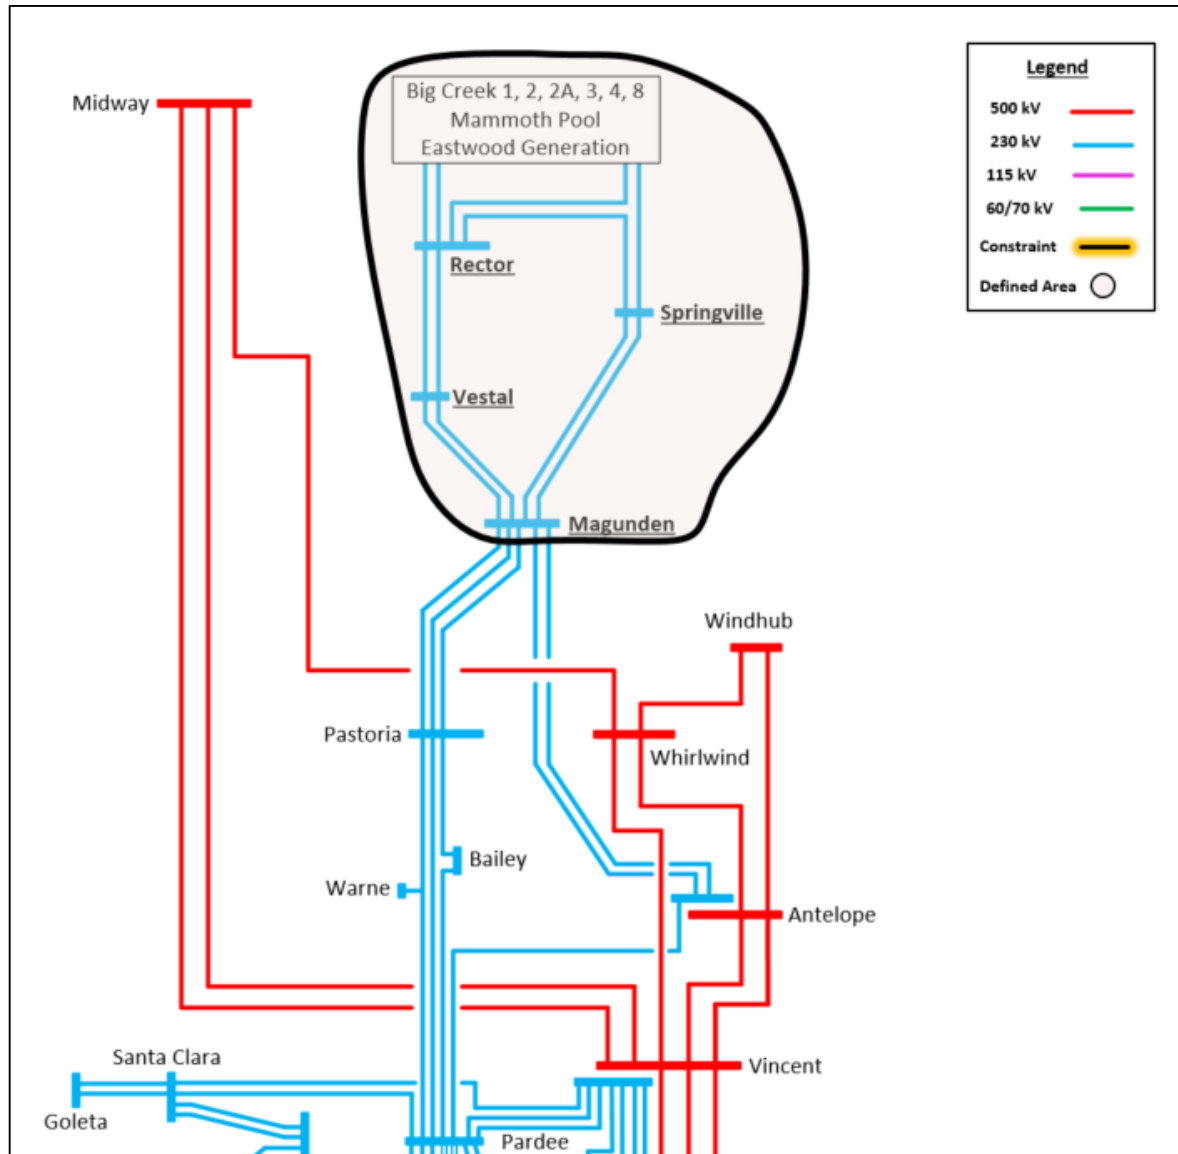 Legend
500 kV
230 kV
115 kV
60/70 kV
Constraint
Defined Area
Midway
Big Creek 1, 2, 2A, 3, 4, 8
Mammoth Pool
Eastwood Generation
Rector
Springville
Vestal
Magunden
Windhub
Pastoria
Whirlwind
Bailey
Warne
Antelope
Santa Clara
Vincent
Goleta
Pardee